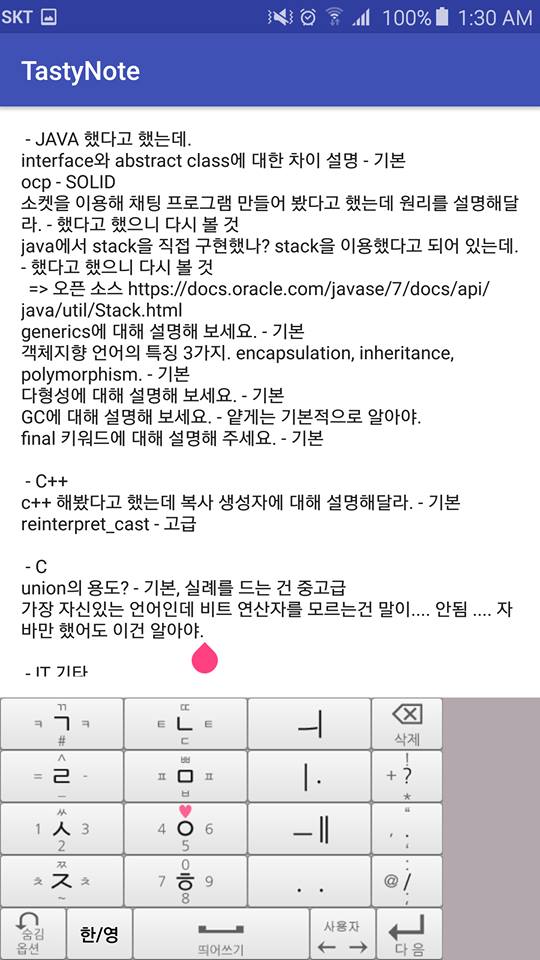 SKT 100% 1:30 AM
TastyNote
- JAVA 했다고 했는데.
interface와 abstract class에 대한 차이 설명 - 기본
ocp - SOLID
소켓을 이용해 채팅 프로그램 만들어 봤다고 했는데 원리를 설명해달
라. - 했다고 했으니 다시 볼 것
java에서 stack을 직접 구현했나? stack을 이용했다고 되어 있는데.
- 했다고 했으니 다시 볼 것
=> 오픈 소스 https://docs.oracle.com/javase/7/docs/api/
java/util/Stack.html
generics에 대해 설명해 보세요. - 기본
객체지향 언어의 특징 3가지. encapsulation, inheritance,
polymorphism. - 기본
다형성에 대해 설명해 보세요. - 기본
GC에 대해 설명해 보세요. - 얕게는 기본적으로 알아야.
final 키워드에 대해 설명해 주세요. - 기본
- C++
c++ 해봤다고 했는데 복사 생성자에 대해 설명해달라. - 기본
reinterpret_cast - 고급
- C
union의 용도? - 기본, 실례를 드는 건 중고급
가장 자신있는 언어인데 비트 연산자를 모르는건 말이.... 안됨 .... 자
바만 했어도 이건 알아야.
- IT 기타
ㄲ ㄸ
ㅋ ㄱ ㅋ ㅌ ㄴ ㅌ ㅢ
# ㄷ 삭제
^ ㅃ !
= ㄹ - ㅍ ㅁ ㅍ ㅣ· + ?
_ ㅂ *
ㅆ ♥ “
1 ㅅ 3 4 ㅇ 6 ㅡ ∥ , .
2 5 ;
ㅉ 0 :
ㅊ ㅈ ㅊ 7 ㅎ 9 . . @ /
~ 8 ;
숨김 한/영 사용자
옵션 띄어쓰기 ← → 다음